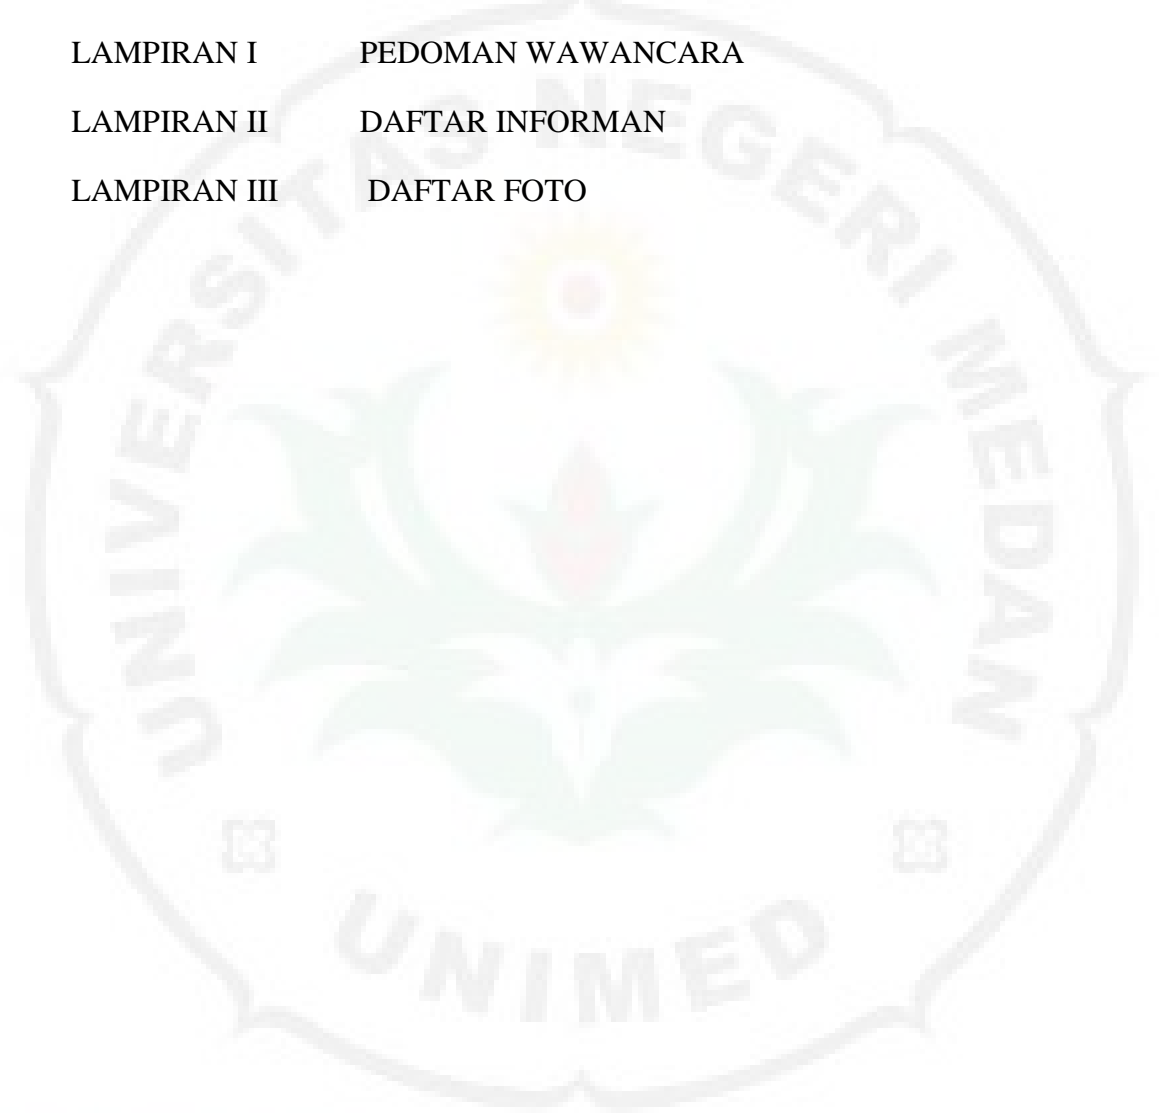 LAMPIRAN I PEDOMAN WAWANCARA
LAMPIRAN II DAFTAR INFORMAN
LAMPIRAN III DAFTAR FOTO
UNIVERSITAS NEGERI MEDAN
UNIMED